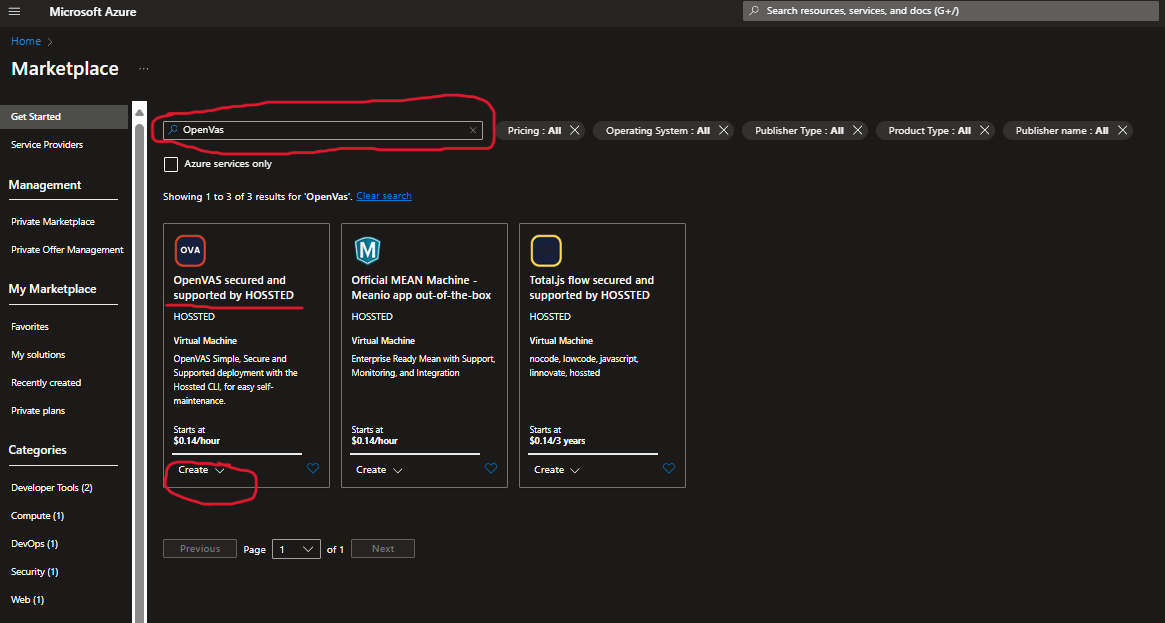 Microsoft Azure
Search resources, services, and docs (G+/)
Home
Marketplace
...
Get Started
Service Providers
Management
Private Marketplace
Private Offer Management
My Marketplace
Favorites
My solutions
Recently created
Private plans
Categories
Developer Tools (2)
Compute (1)
DevOps (1)
Security (1)
Web (1)
OpenVas
Pricing : All
Operating System : All
Publisher Type : All
Product Type : All
Publisher name : All
Azure services only
Showing 1 to 3 of 3 results for 'OpenVas'. Clear search
OVA
OpenVAS secured and
supported by HOSSTED
HOSSTED
Virtual Machine
OpenVAS Simple, Secure and
Supported deployment with the
Hossted CLI, for easy self-
maintenance.
Starts at
$0.14/hour
Create
M
Official MEAN Machine -
Meanio app out-of-the-box
HOSSTED
Virtual Machine
Enterprise Ready Mean with Support,
Monitoring, and Integration
Starts at
$0.14/hour
Create
Total.js flow secured and
supported by HOSSTED
HOSSTED
Virtual Machine
nocode, lowcode, javascript,
linnovate, hossted
Starts at
$0.14/3 years
Create
Previous
Page 1 of 1
Next